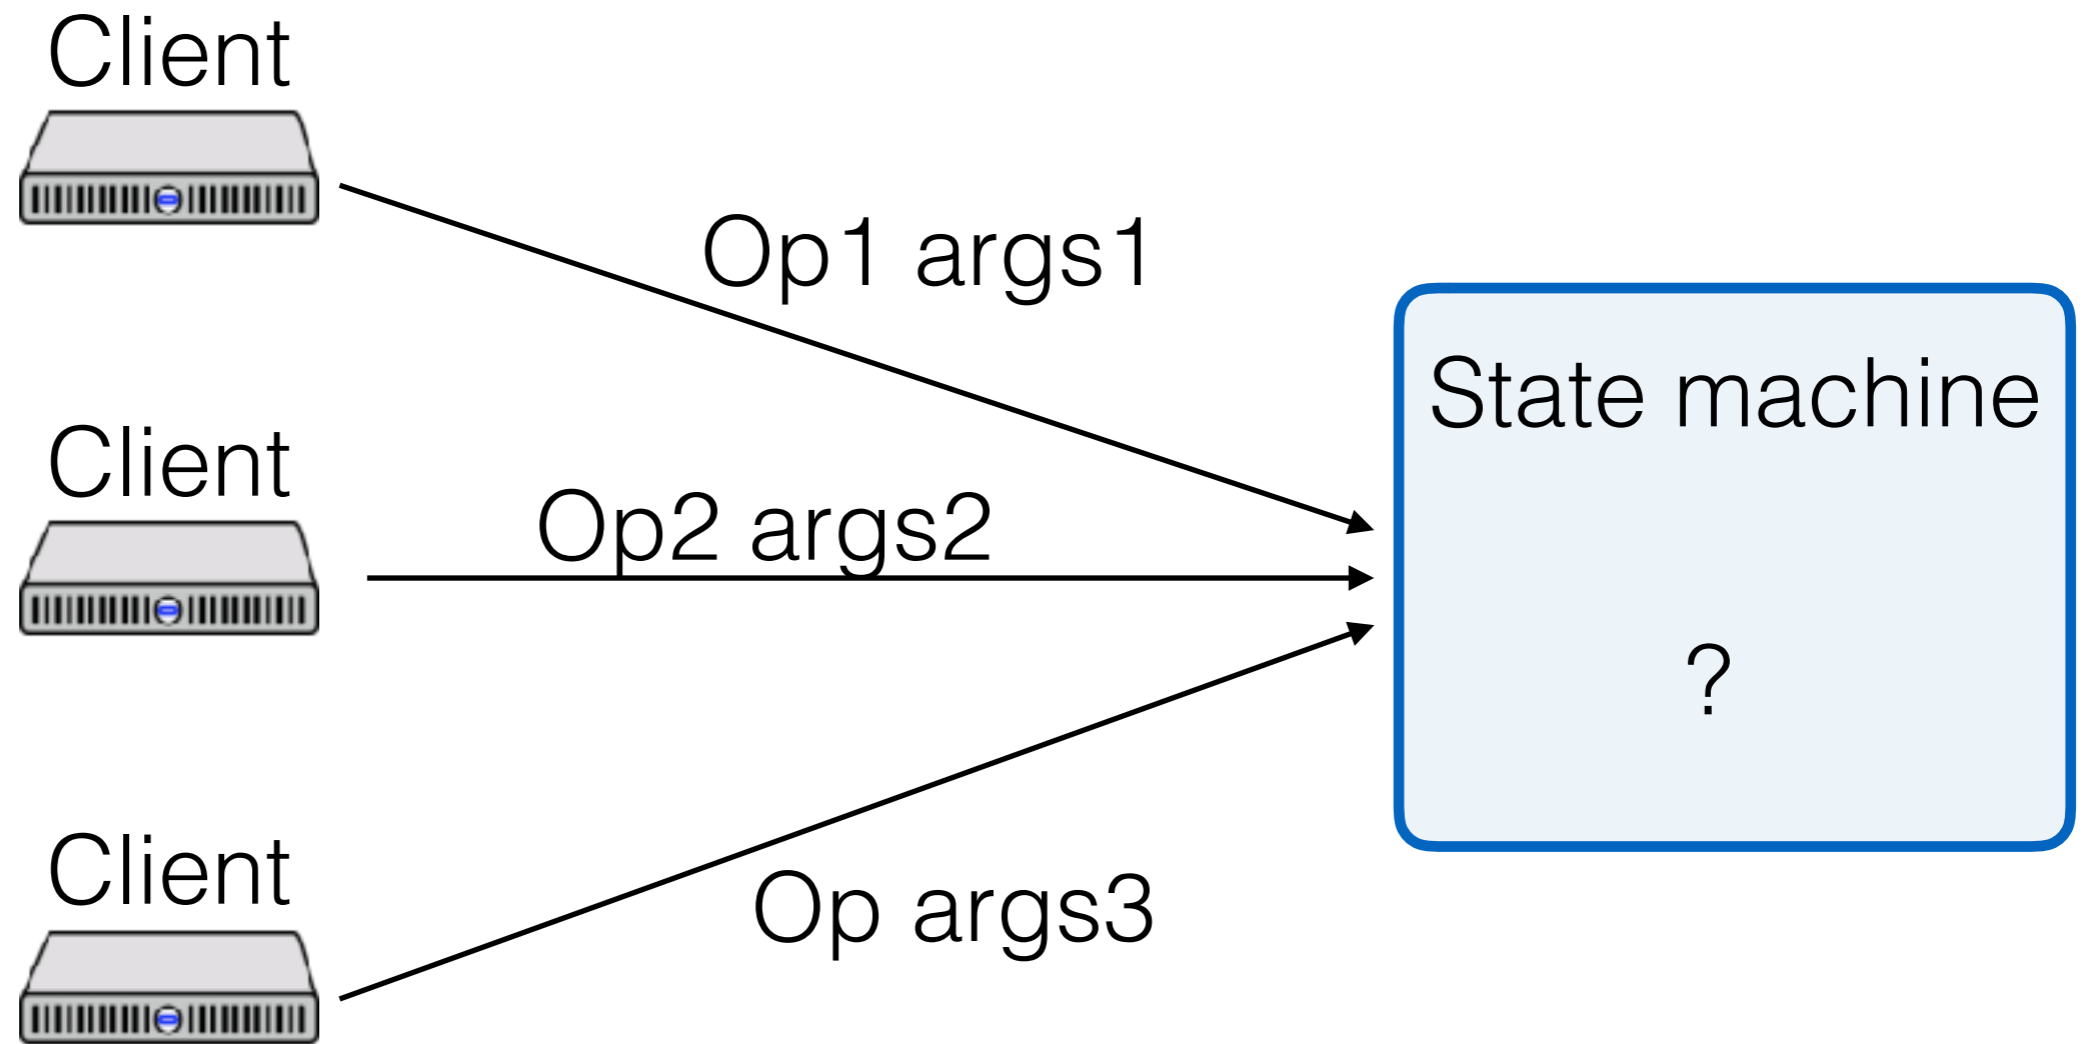 Client
Op1 args1
State machine
Client
Op2 args2
?
Client
Op args3